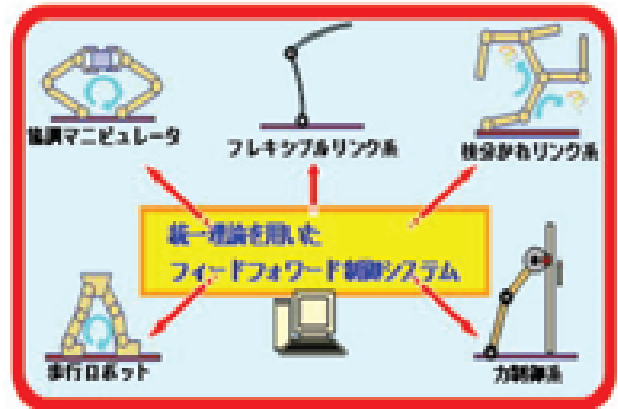 協調マニピュレータ
フレキシブルリンク系
枝分かれリンク系
統一理論を用いた
フィードフォワード制御システム
歩行ロボット
力制御系